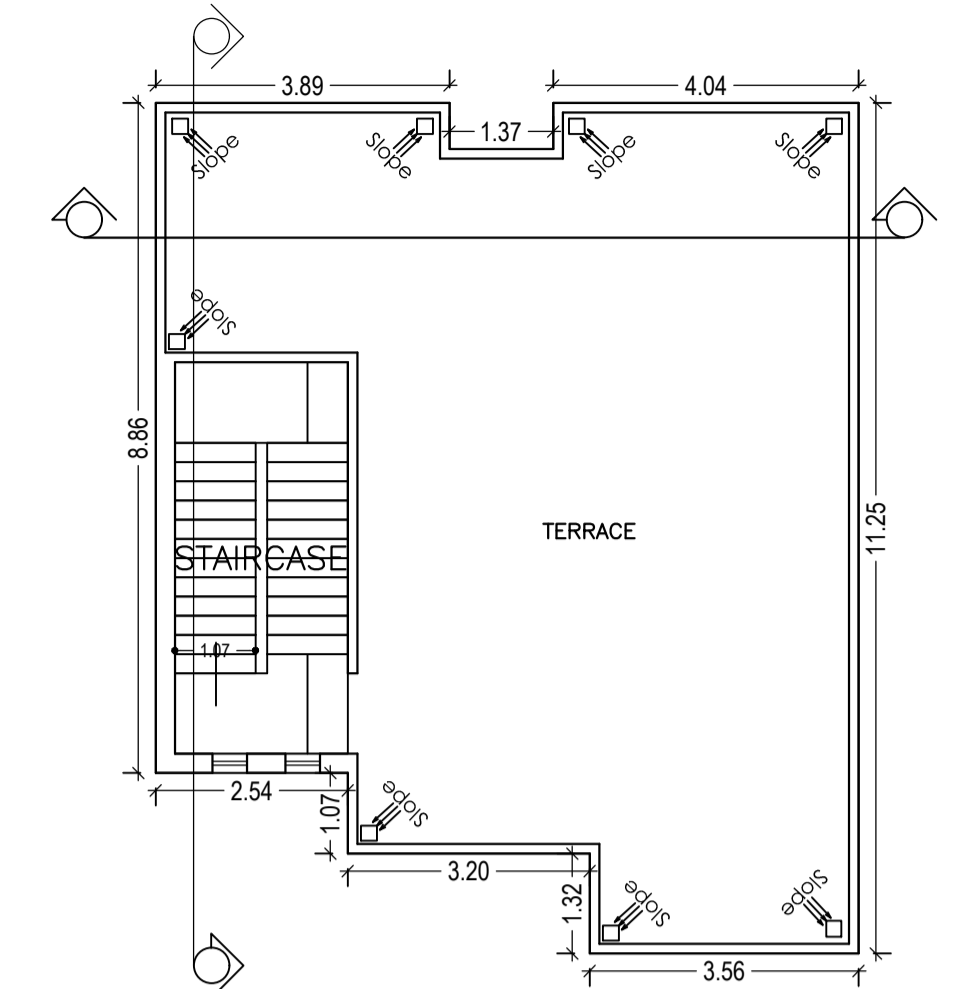 3.89
4.04
1.37
Slope
Slope
Slope
Slope
Slope
8.86
TERRACE
11.25
STAIRCASE
1.07
2.54
1.07
Slope
3.20
1.32
Slope
Slope
3.56